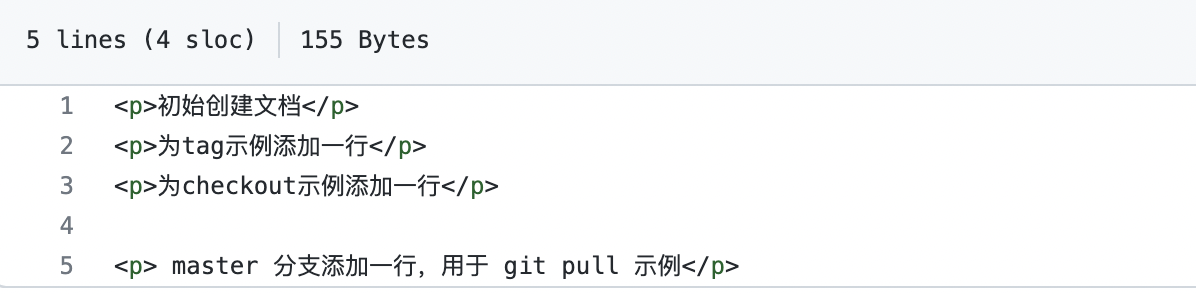 5 lines (4 sloc) 155 Bytes
1 <p>初始创建文档</p>
2 <p>为tag示例添加一行</p>
3 <p>为checkout示例添加一行</p>
4
5 <p> master 分支添加一行，用于 git pull 示例</p>